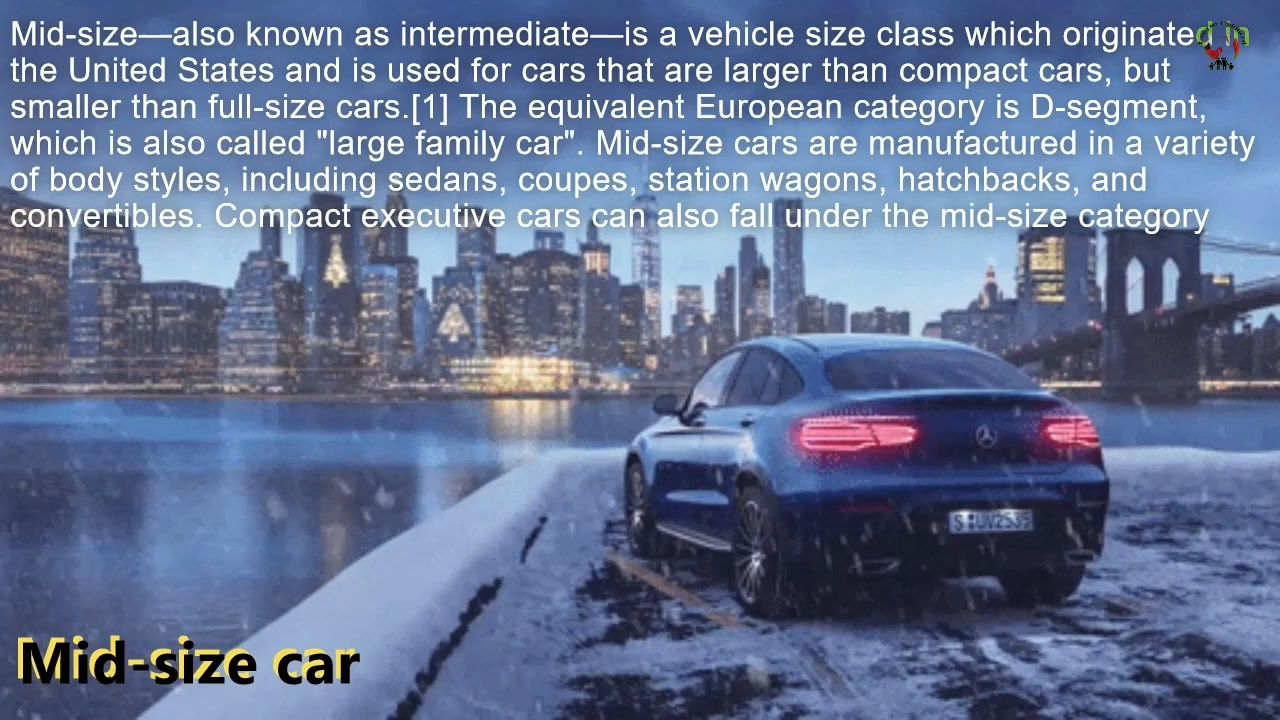 Mid-size—also known as intermediate—is a vehicle size class which originated
the United States and is used for cars that are larger than compact cars, but
smaller than full-size cars.[1] The equivalent European category is D-segment,
which is also called "large family car". Mid-size cars are manufactured in a variety
of body styles, including sedans, coupes, station wagons, hatchbacks, and
convertibles. Compact executive cars can also fall under the mid-size category
S UV2535
Mid-size car